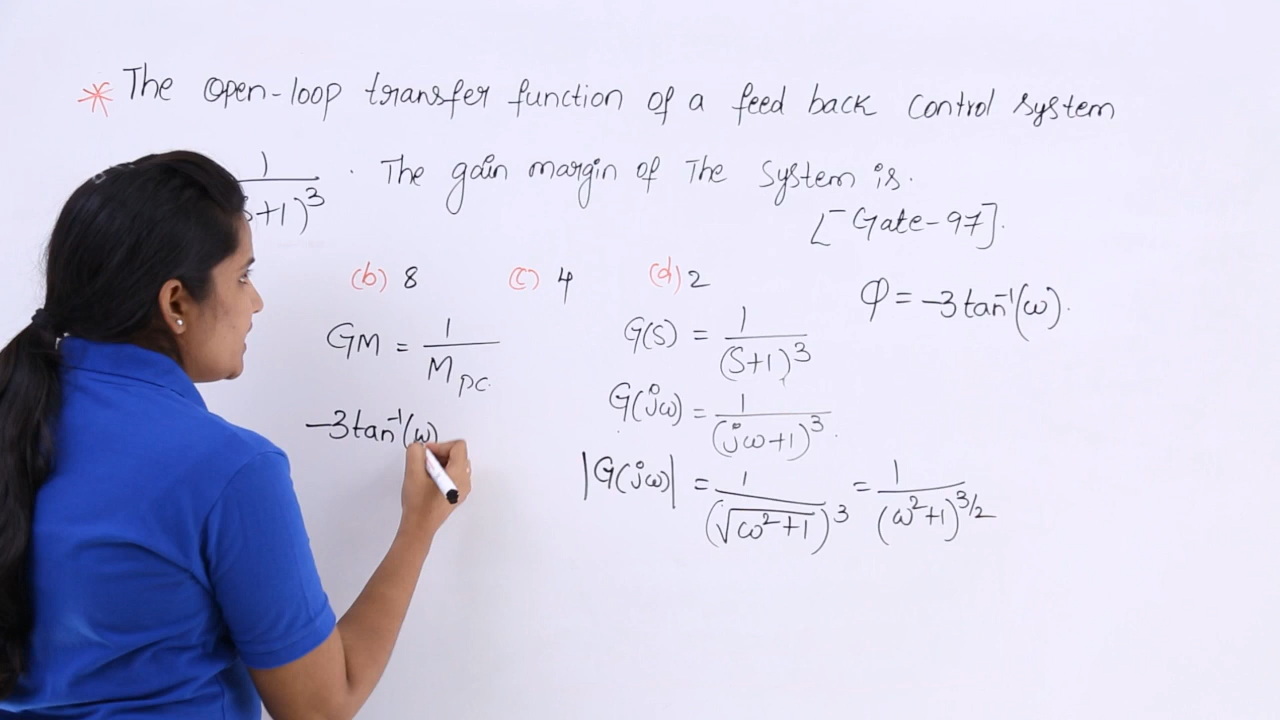 * The open-loop transfer function of a feed back control system
1/(S+1)^3 . The gain margin of The System is.
[Gate-97].
(b) 8 (c) 4 (d) 2
φ = -3tan⁻¹(ω).
GM = 1/M_pc
G(S) = 1/(S+1)^3
G(jω) = 1/(jω+1)^3 .
-3tan⁻¹(ω)
|G(jω)| = 1/(√(ω²+1))^3 = 1/(ω²+1)^(3/2)